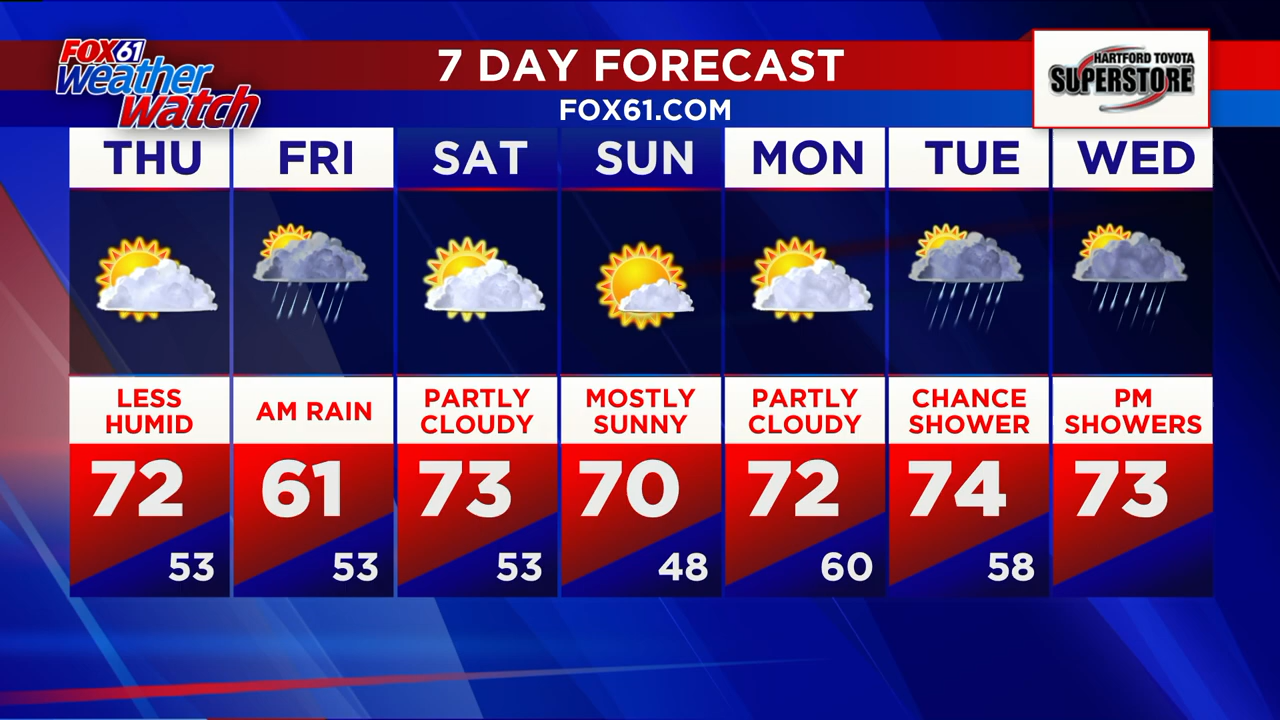 FOX61
Weather
Watch
7 DAY FORECAST
FOX61.COM
HARTFORD TOYOTA
SUPERSTORE
THU FRI SAT SUN MON TUE WED
LESS HUMID
AM RAIN
PARTLY CLOUDY
MOSTLY SUNNY
PARTLY CLOUDY
CHANCE SHOWER
PM SHOWERS
72 61 73 70 72 74 73
53 53 53 48 60 58